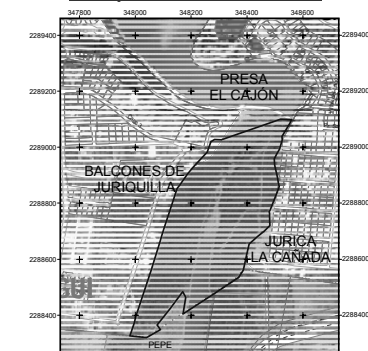 347800 348000 348200 348400 348600
2289400 2289400
PRESA
EL CAJÓN
2289200 2289200
2289000 2289000
BALCONES DE
JURIQUILLA
2288800 2288800
JURICA
LA CAÑADA
2288600 2288600
2288400 2288400
PEPE